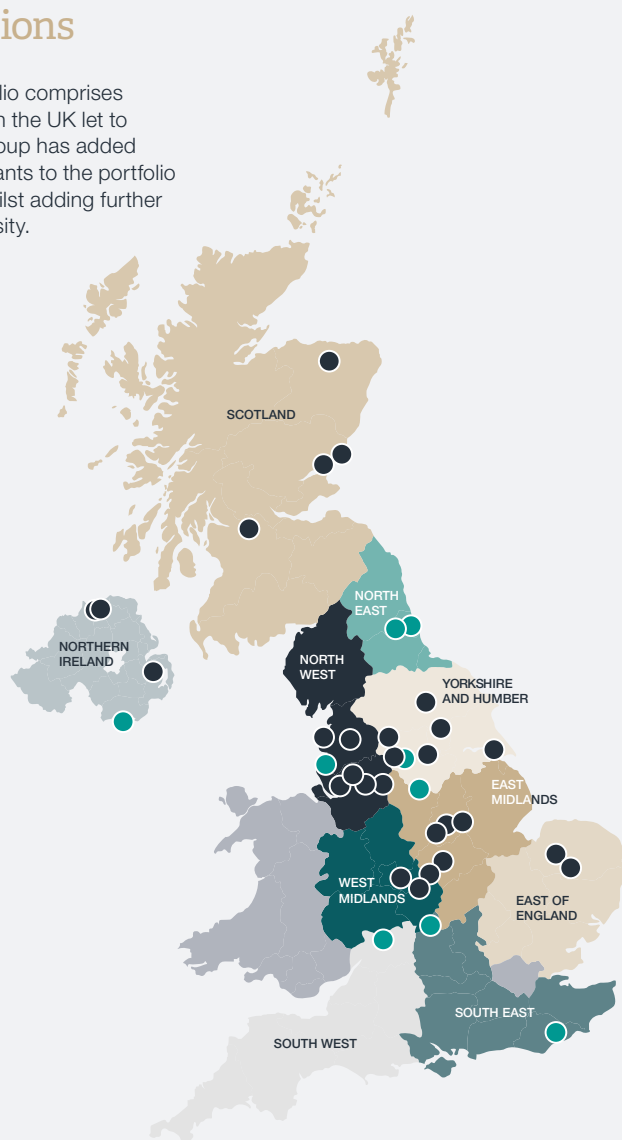 ions
lio comprises
n the UK let to
oup has added
ants to the portfolio
ilst adding further
sity.
SCOTLAND
NORTH
EAST
NORTHERN
IRELAND
NORTH
WEST
YORKSHIRE
AND HUMBER
EAST
MIDLANDS
WEST
MIDLANDS
EAST OF
ENGLAND
SOUTH EAST
SOUTH WEST